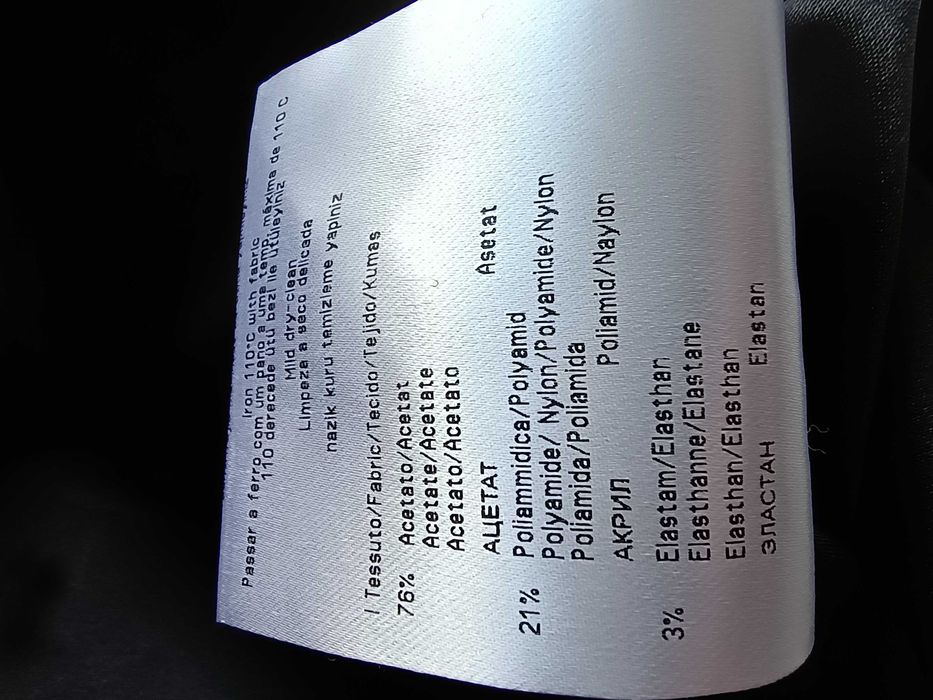 Iron 110°C with fabric
Passar a ferro com um pano a uma temp. máxima de 110 C
110 derecede ütü bezi ile ütüleyiniz
Mild dry-clean
Limpeza a seco delicada
nazik kuru temizleme yapiniz
/ Tessuto/Fabric/Tecido/Tejido/Kumas
76% Acetato/Acetat
Acetate/Acetate
Acetato/Acetato
АЦЕТАТ Asetat
21% Poliammidica/Polyamid
Polyamide/ Nylon/Polyamide/Nylon
Poliamida/Poliamida
АКРИЛ Poliamid/Naylon
3% Elastam/Elasthan
Elasthanne/Elastane
Elasthan/Elasthan
ЭЛАСТАН Elastan